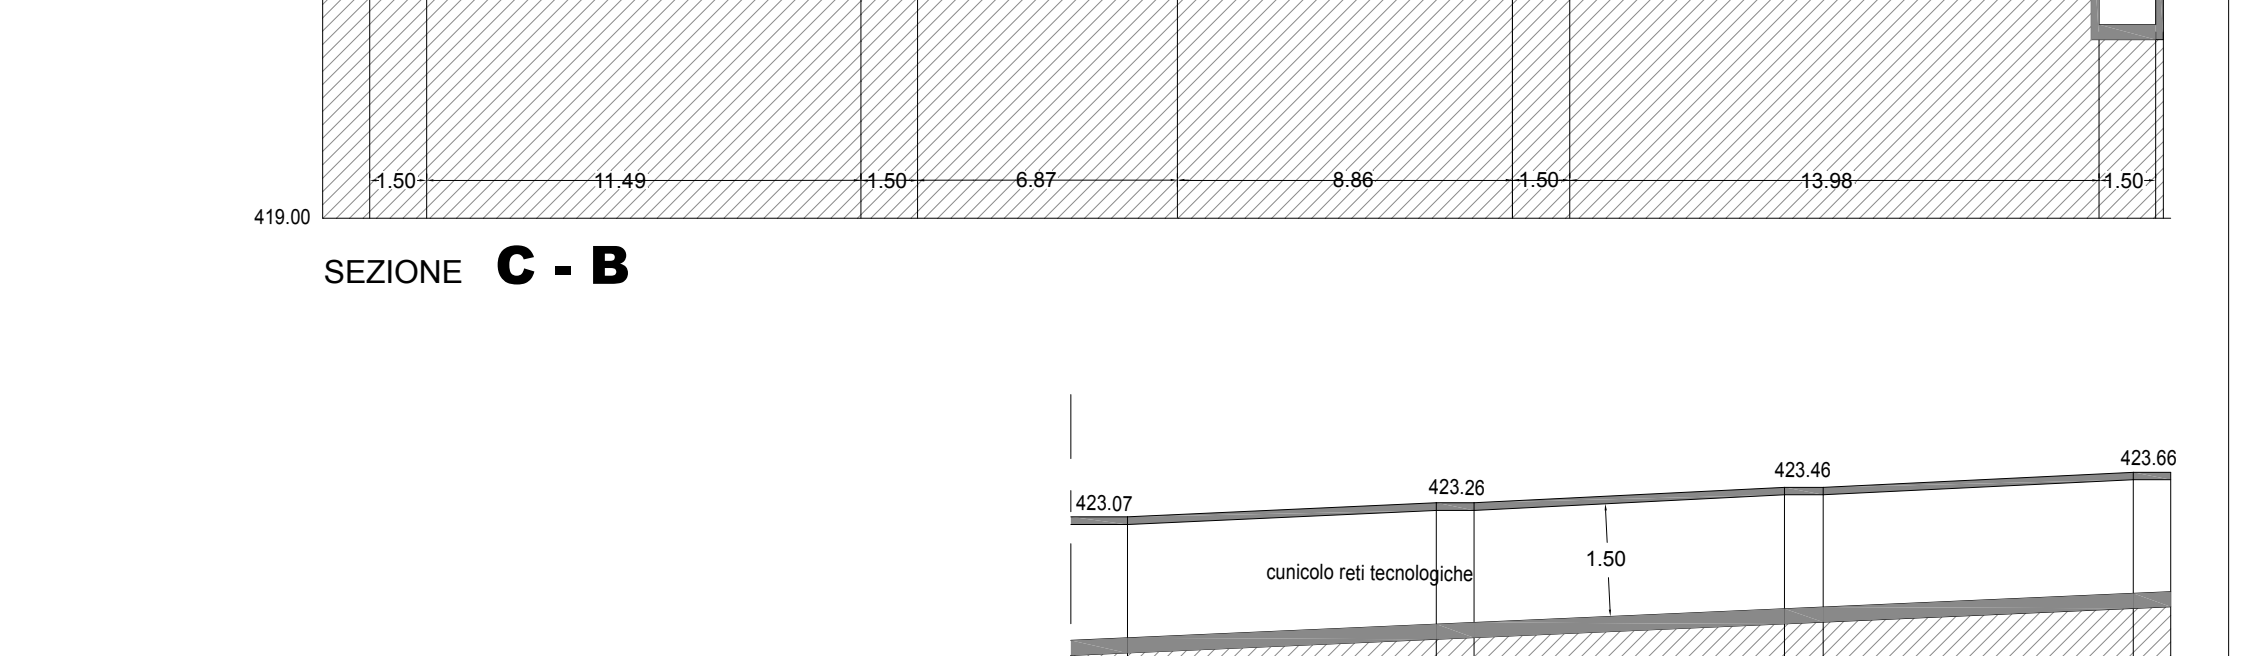 1.50 11.49 1.50 6.87 8.86 1.50 13.98 1.50
419.00
SEZIONE C - B
423.66
423.46
423.26
423.07
1.50
cunicolo reti tecnologiche